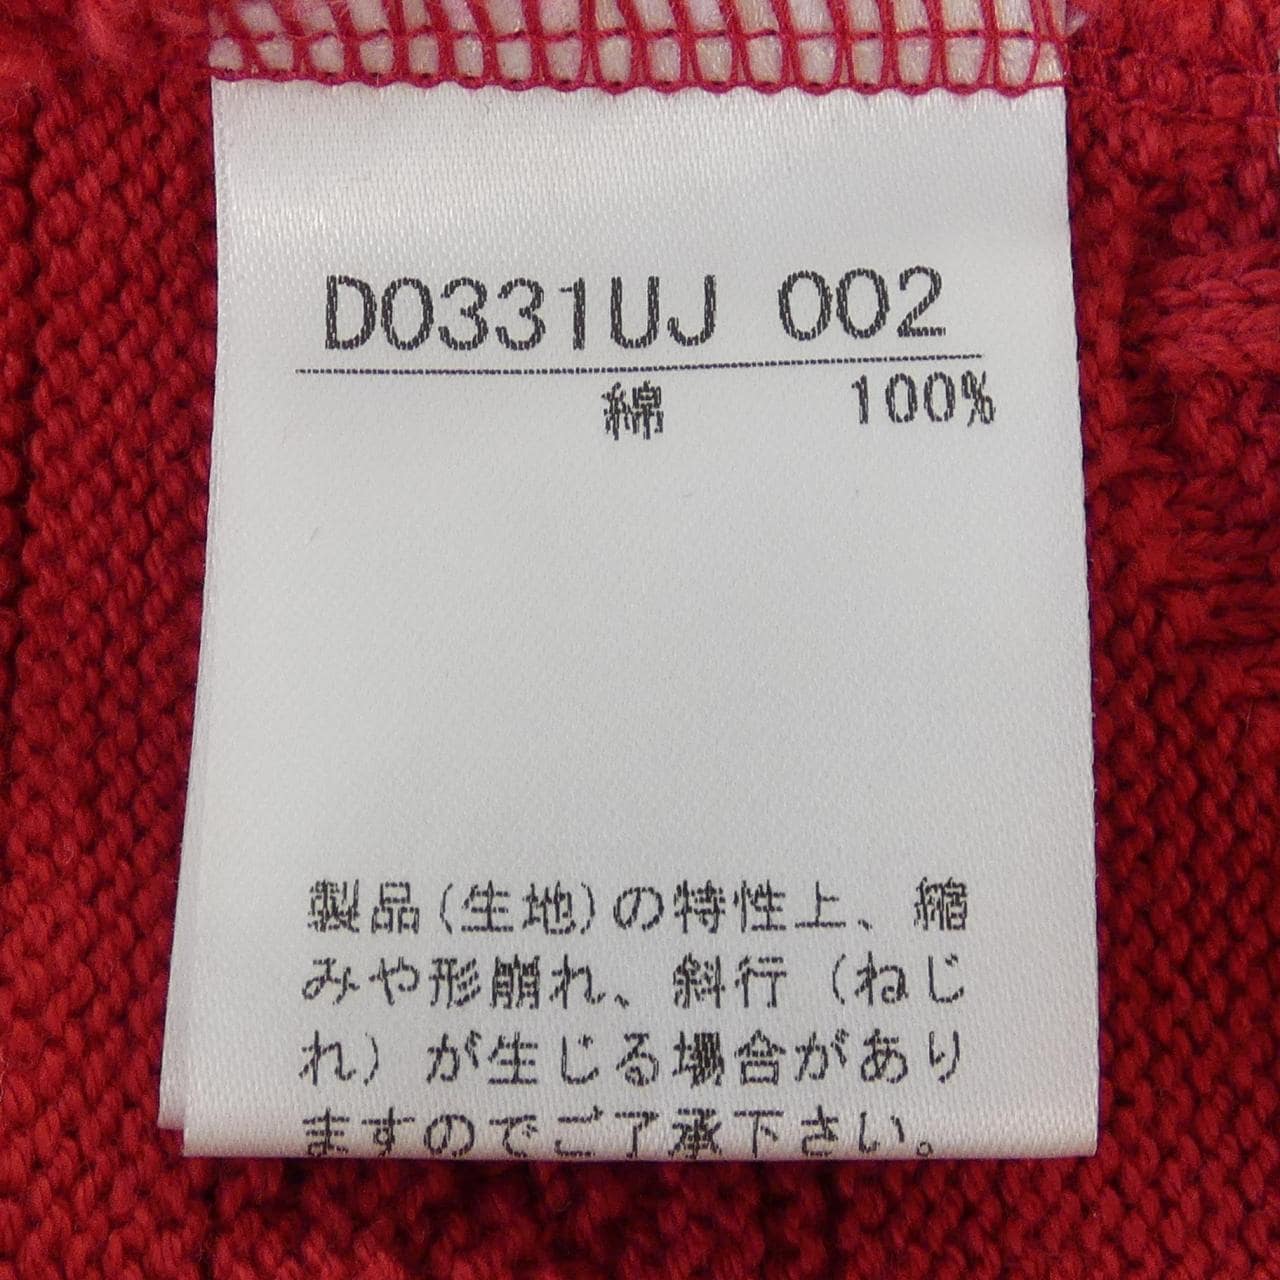 D0331UJ 002
綿 100%
製品(生地)の特性上、縮
みや形崩れ、斜行(ねじ
れ)が生じる場合があり
ますのでご了承下さい。